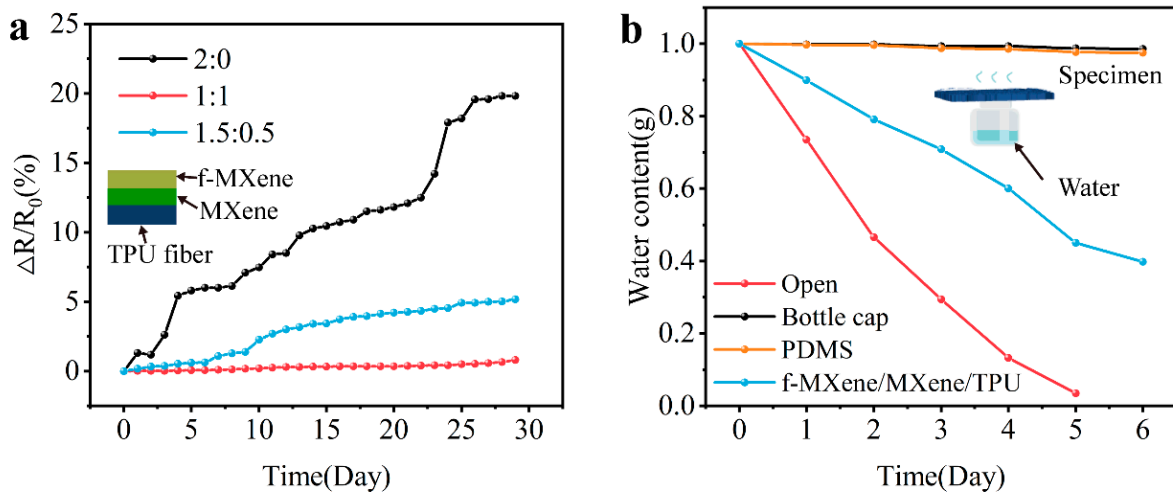 a
25
20
15
10
5
0
ΔR/R0(%)
2:0
1:1
1.5:0.5
f-MXene
MXene
TPU fiber
0 5 10 15 20 25 30
Time(Day)
b
1.0
0.8
0.6
0.4
0.2
0.0
Water content(g)
Specimen
Water
Open
Bottle cap
PDMS
f-MXene/MXene/TPU
0 1 2 3 4 5 6
Time(Day)